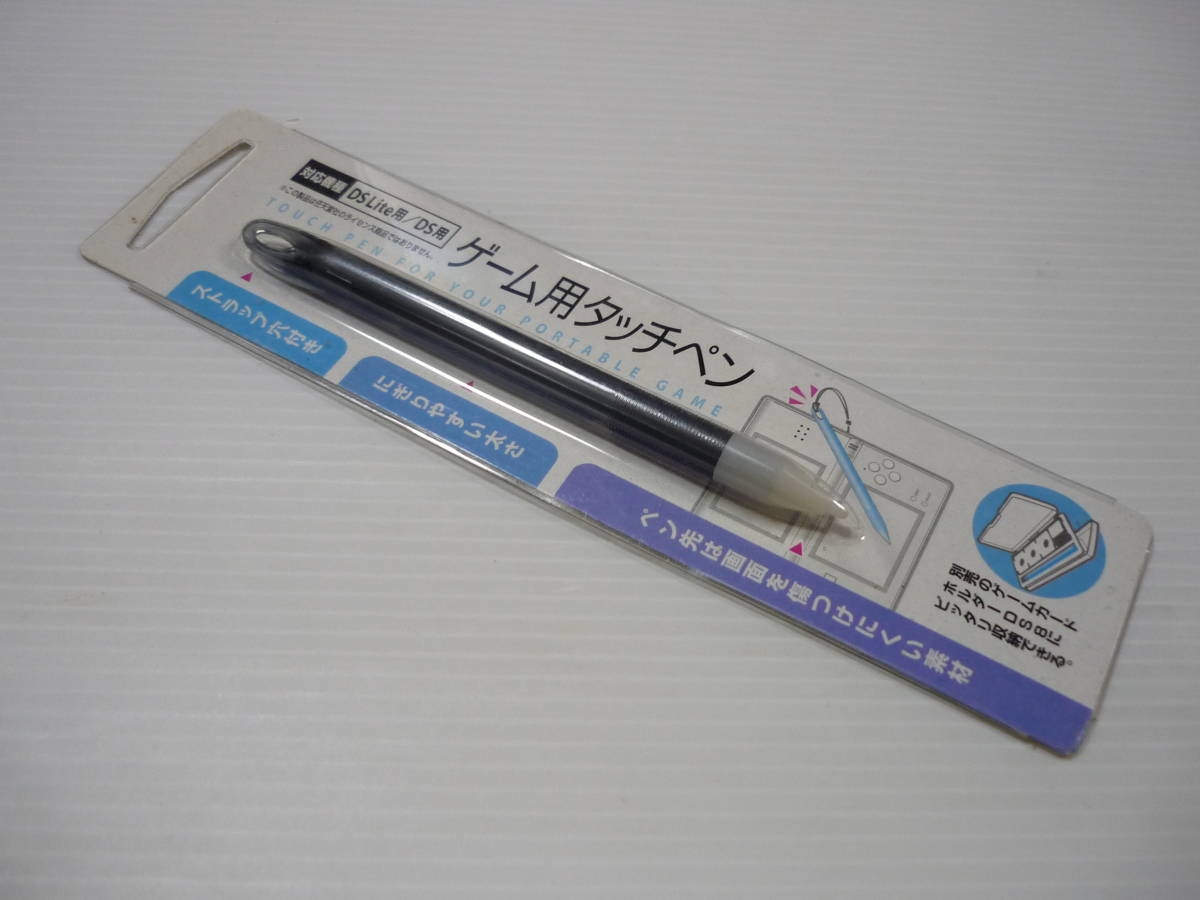 対応機種 DS Lite用/DS用
※この製品は任天堂社のライセンス製品ではありません。
ゲーム用タッチペン
TOUCH PEN FOR YOUR PORTABLE GAME
ストラップ穴付き
にぎりやすい太さ
ペン先は画面を傷つけにくい素材
別売のゲームカード
ホルダーDS8に
ピッタリ収納できる。